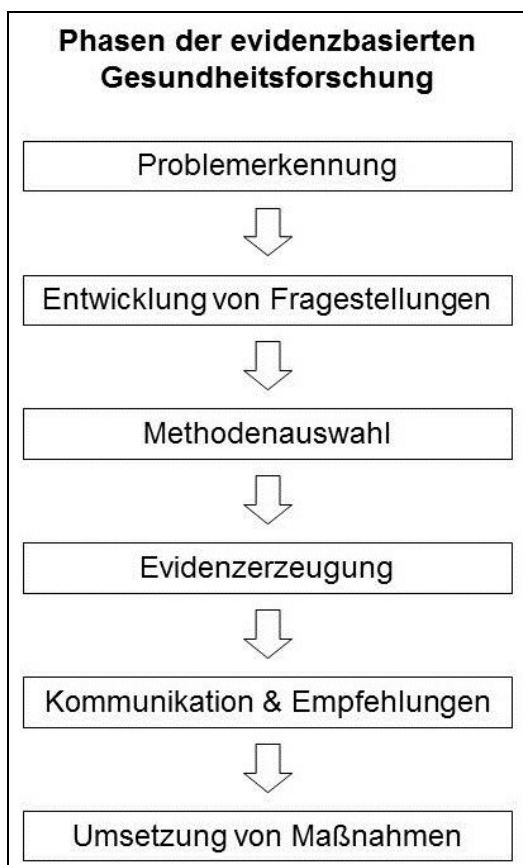 Phasen der evidenzbasierten
Gesundheitsforschung
Problemerkennung
Entwicklung von Fragestellungen
Methodenauswahl
Evidenzerzeugung
Kommunikation & Empfehlungen
Umsetzung von Maßnahmen